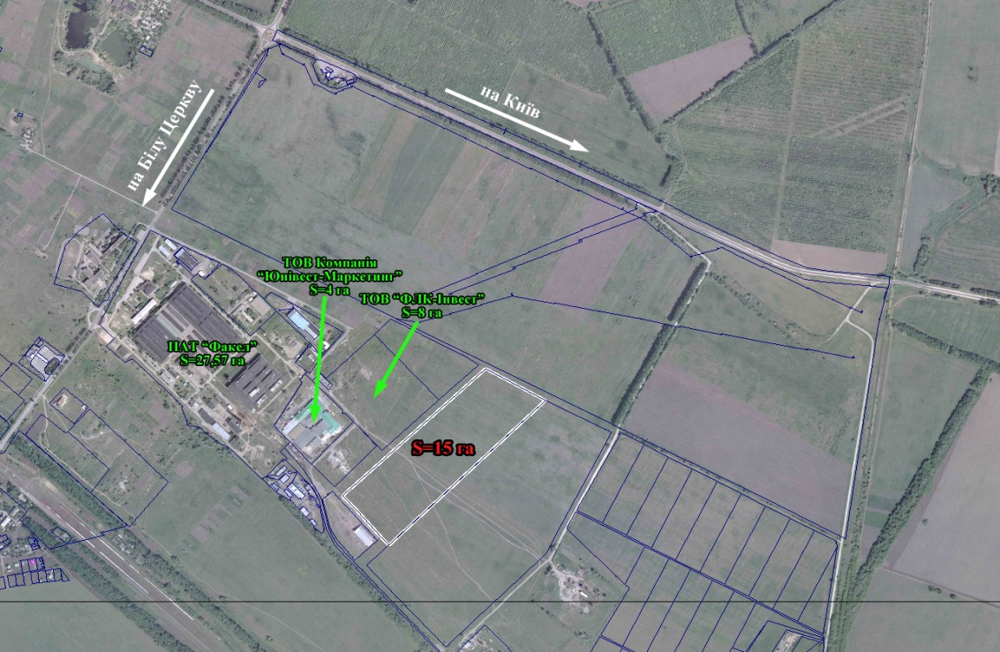 на Київ
на Білу Церкву
ТОВ Компанія
“Юнівест-Маркетинг”
S=4 га
ТОВ “ФЛК-Інвест”
S=8 га
ПАТ “Факел”
S=27,57 га
S=15 га